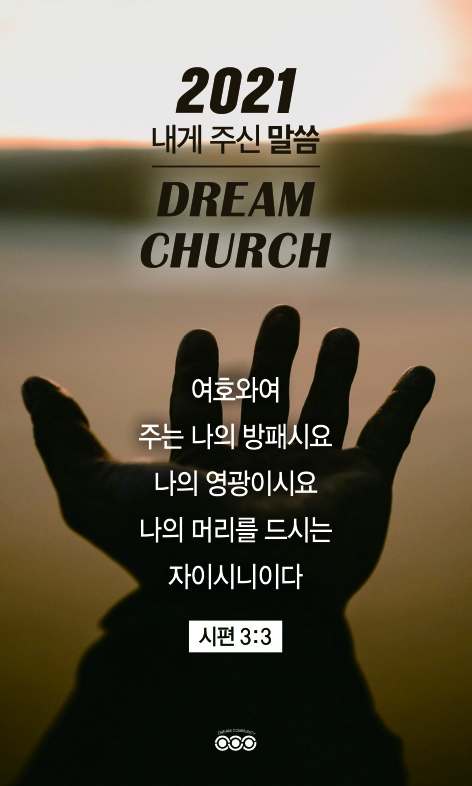 2021
내게 주신 말씀
DREAM
CHURCH
여호와여
주는 나의 방패시요
나의 영광이시요
나의 머리를 드시는
자이시니이다
시편 3:3
DREAM COMMUNITY